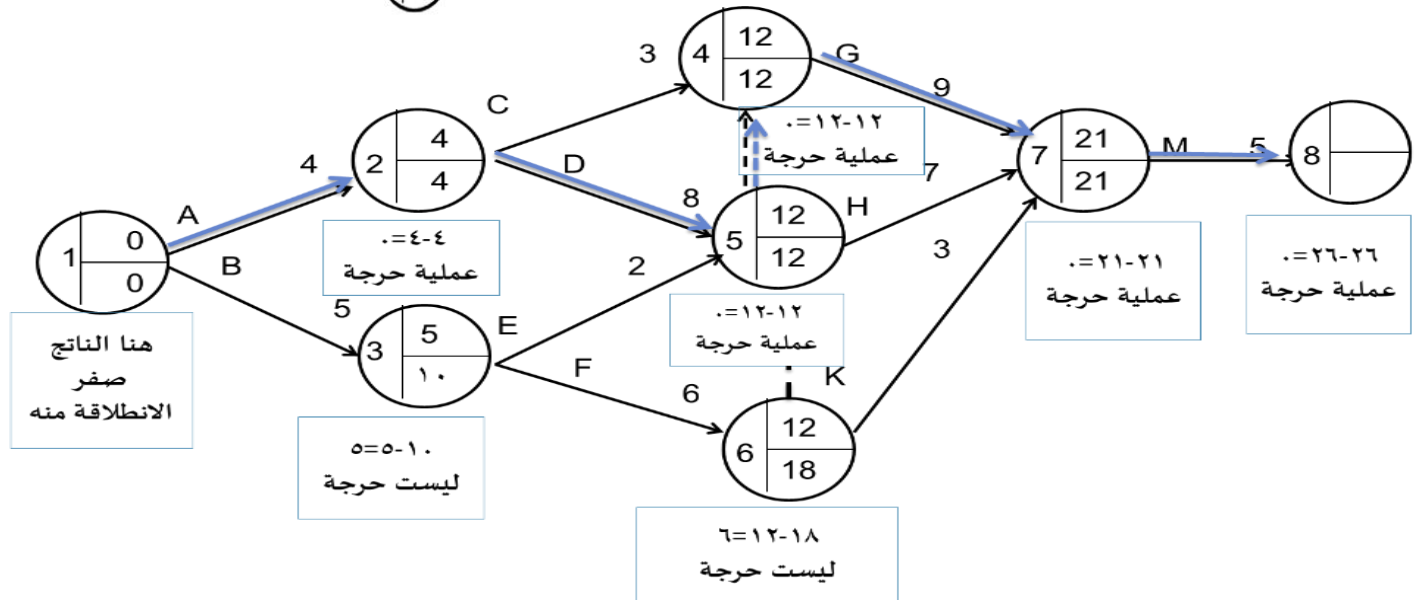 3
4
12
12
G
9
C
2
4
4
4
A
D
8
٠=١٢-١٢
عملية حرجة
7
7
21
21
M
5
8
1
0
0
B
5
٠=٤-٤
عملية حرجة
2
5
12
12
H
3
هنا الناتج
صفر
الانطلاقة منه
3
5
١٠
E
F
6
٠=١٢-١٢
عملية حرجة
K
٠=٢١-٢١
عملية حرجة
٠=٢٦-٢٦
عملية حرجة
٥=٥-١٠
ليست حرجة
6
12
18
٦=١٢-١٨
ليست حرجة